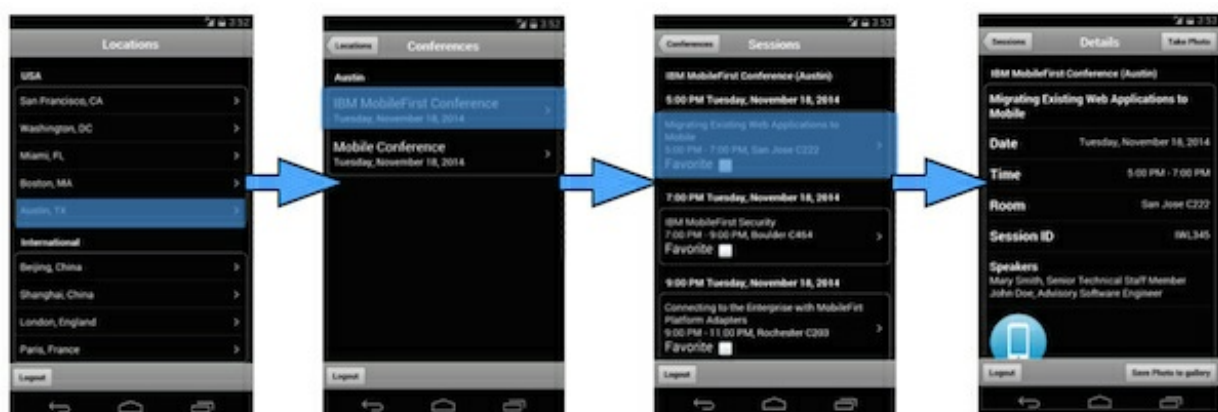 3:52
Locations
USA
San Francisco, CA
Washington, DC
Miami, FL
Boston, MA
Austin, TX
International
Beijing, China
Shanghai, China
London, England
Paris, France
Logout
3:52
Locations
Conferences
Austin
IBM MobileFirst Conference
Tuesday, November 18, 2014
Mobile Conference
Tuesday, November 18, 2014
Logout
3:53
Conferences
Sessions
IBM MobileFirst Conference (Austin)
5:00 PM Tuesday, November 18, 2014
Migrating Existing Web Applications to
Mobile
5:00 PM - 7:00 PM, San Jose C222
Favorite
7:00 PM Tuesday, November 18, 2014
IBM MobileFirst Security
7:00 PM - 9:00 PM, Boulder C464
Favorite
9:00 PM Tuesday, November 18, 2014
Connecting to the Enterprise with MobileFirt
Platform Adapters
9:00 PM - 11:00 PM, Rochester C203
Favorite
Logout
3:53
Sessions
Details
Take Photo
IBM MobileFirst Conference (Austin)
Migrating Existing Web Applications to
Mobile
Date Tuesday, November 18, 2014
Time 5:00 PM - 7:00 PM
Room San Jose C222
Session ID IWL345
Speakers
Mary Smith, Senior Technical Staff Member
John Doe, Advisory Software Engineer
Logout
Save Photo to gallery